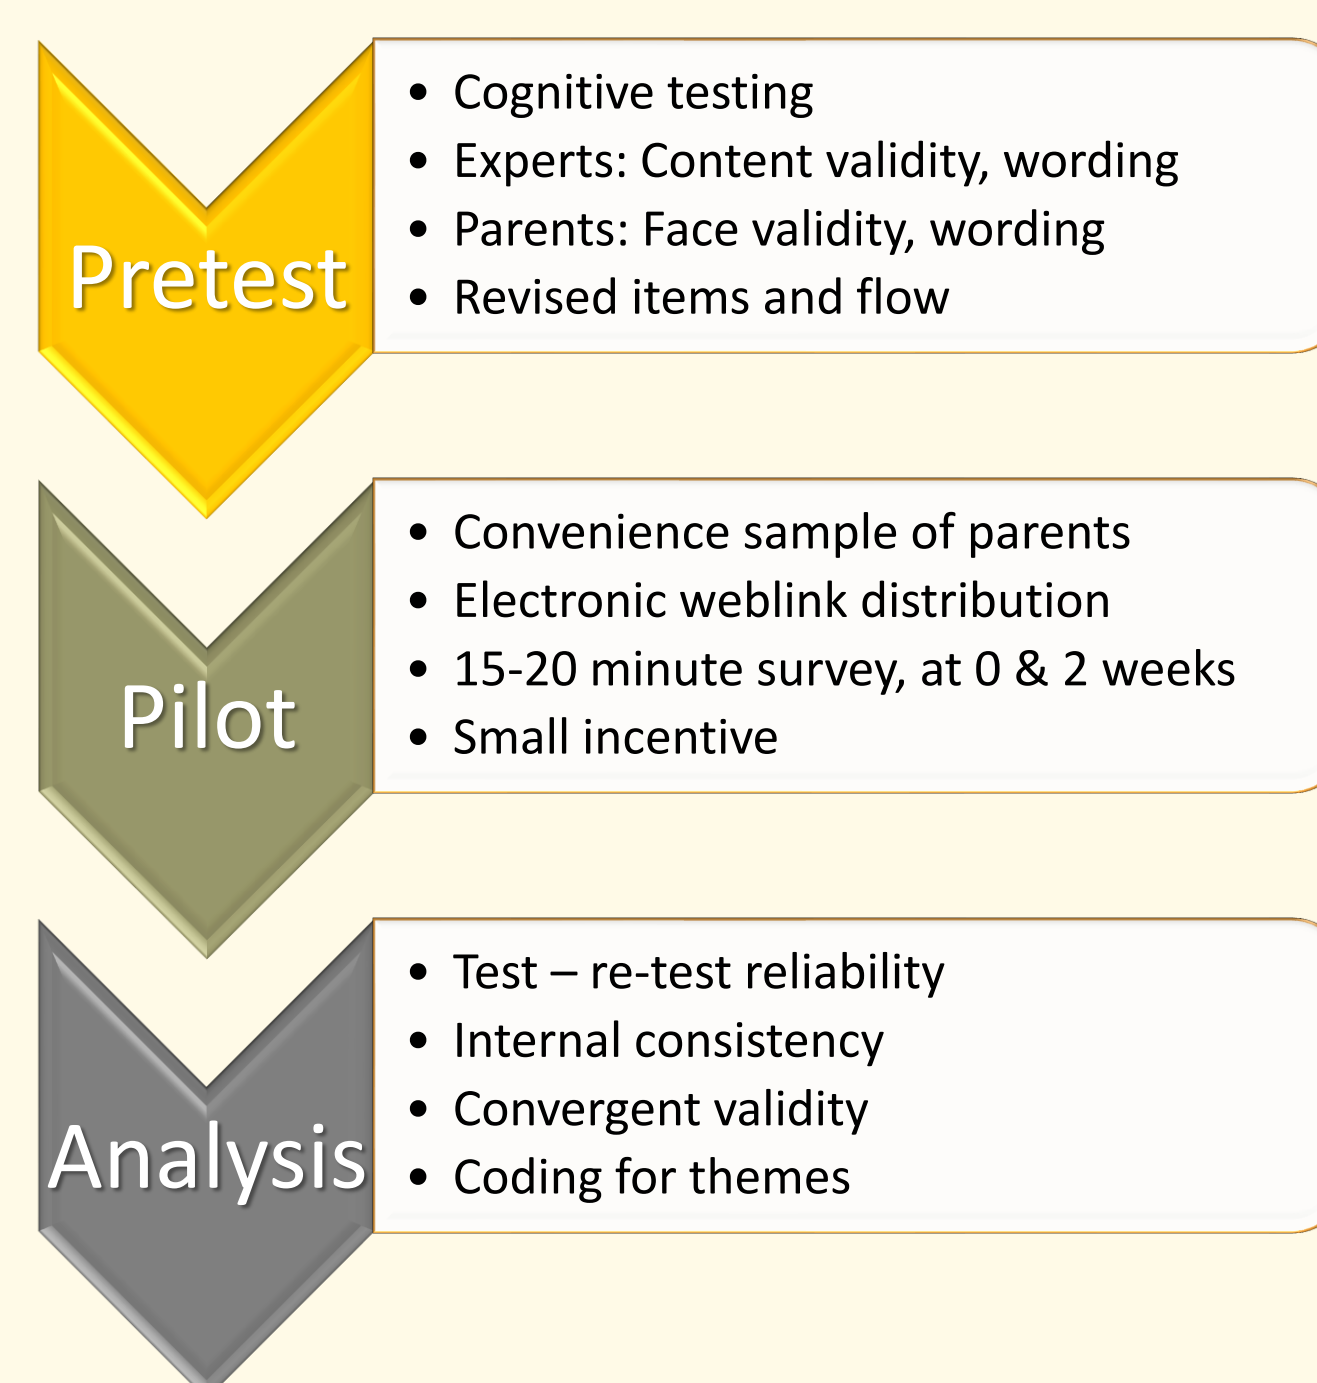 Pretest
• Cognitive testing
• Experts: Content validity, wording
• Parents: Face validity, wording
• Revised items and flow
Pilot
• Convenience sample of parents
• Electronic weblink distribution
• 15-20 minute survey, at 0 & 2 weeks
• Small incentive
Analysis
• Test – re-test reliability
• Internal consistency
• Convergent validity
• Coding for themes